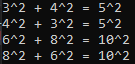 3^2 + 4^2 = 5^2
4^2 + 3^2 = 5^2
6^2 + 8^2 = 10^2
8^2 + 6^2 = 10^2